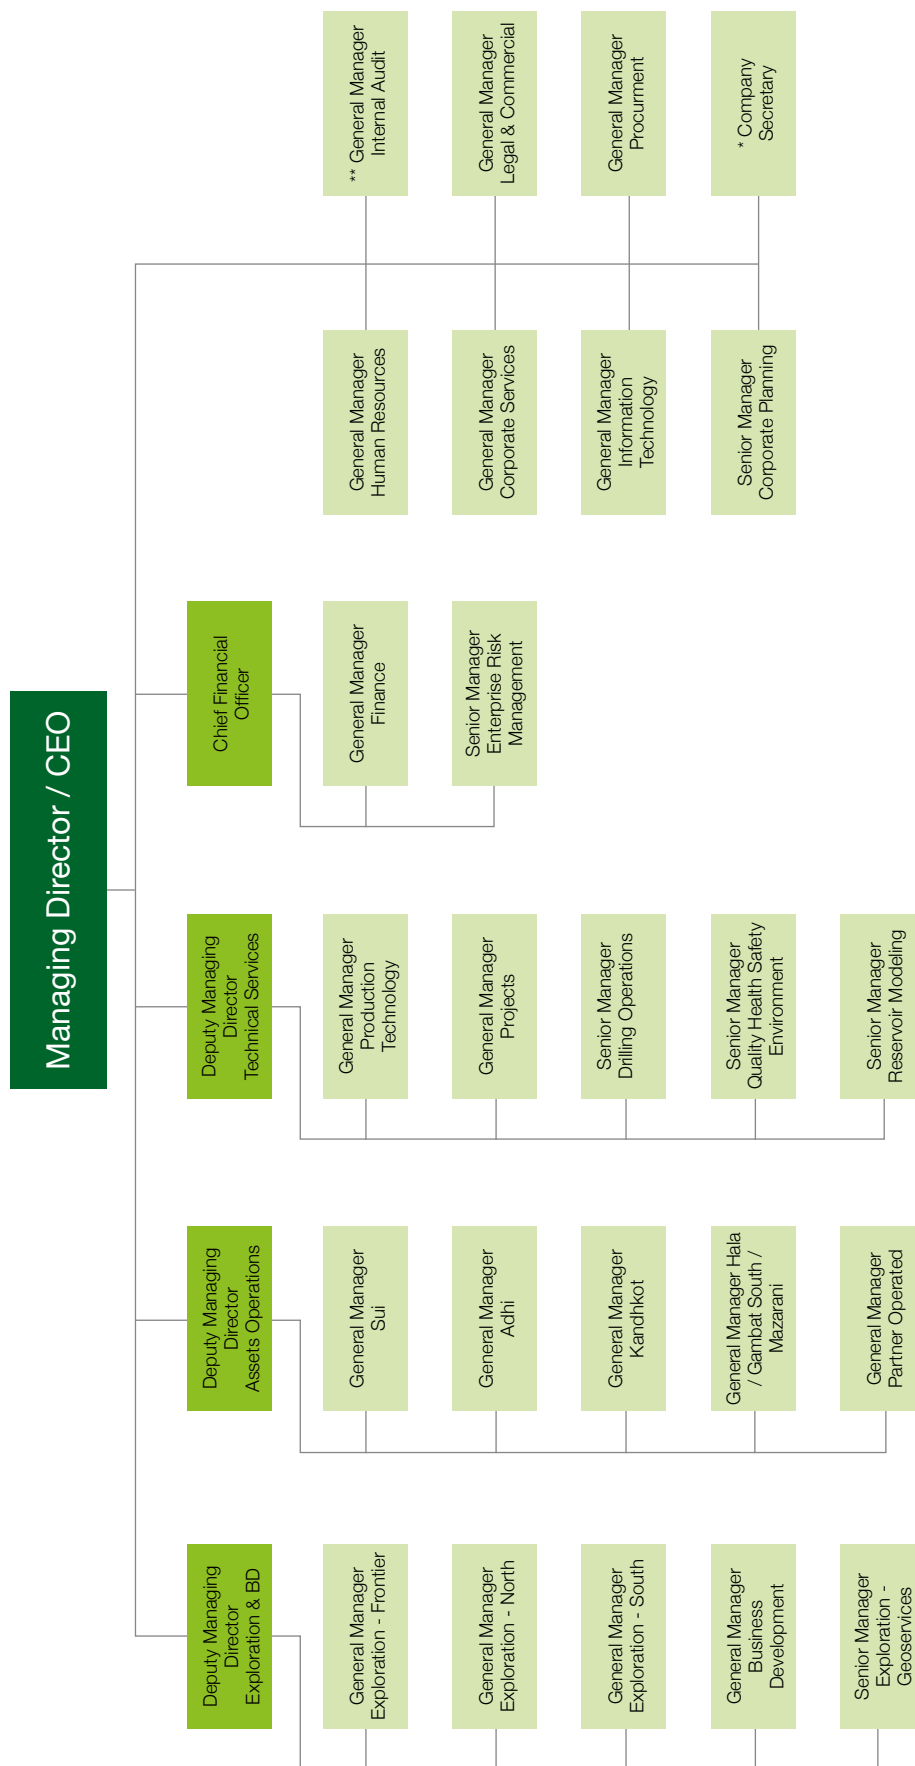 Managing Director / CEO
Deputy Managing
Director
Exploration & BD
General Manager
Exploration - Frontier
General Manager
Exploration - North
General Manager
Exploration - South
General Manager
Business
Development
Senior Manager
Exploration -
Geoservices
Deputy Managing
Director
Assets Operations
General Manager
Sui
General Manager
Adhi
General Manager
Kandhkot
General Manager Hala
/ Gambat South /
Mazarani
General Manager
Partner Operated
Deputy Managing
Director
Technical Services
General Manager
Production
Technology
General Manager
Projects
Senior Manager
Drilling Operations
Senior Manager
Quality Health Safety
Environment
Senior Manager
Reservoir Modeling
Chief Financial
Officer
General Manager
Finance
Senior Manager
Enterprise Risk
Management
General Manager
Human Resources
General Manager
Corporate Services
General Manager
Information
Technology
Senior Manager
Corporate Planning
** General Manager
Internal Audit
General Manager
Legal & Commercial
General Manager
Procurment
* Company
Secretary